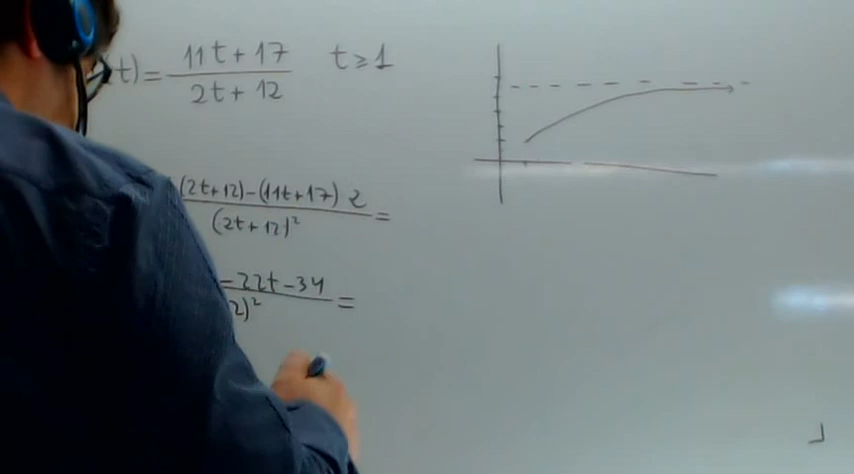 t) = 11t + 17 / 2t + 12    t ≥ 1
(2t+12) - (11t+17) 2 / (2t+12)² =
- 22t - 34 / 2)² =